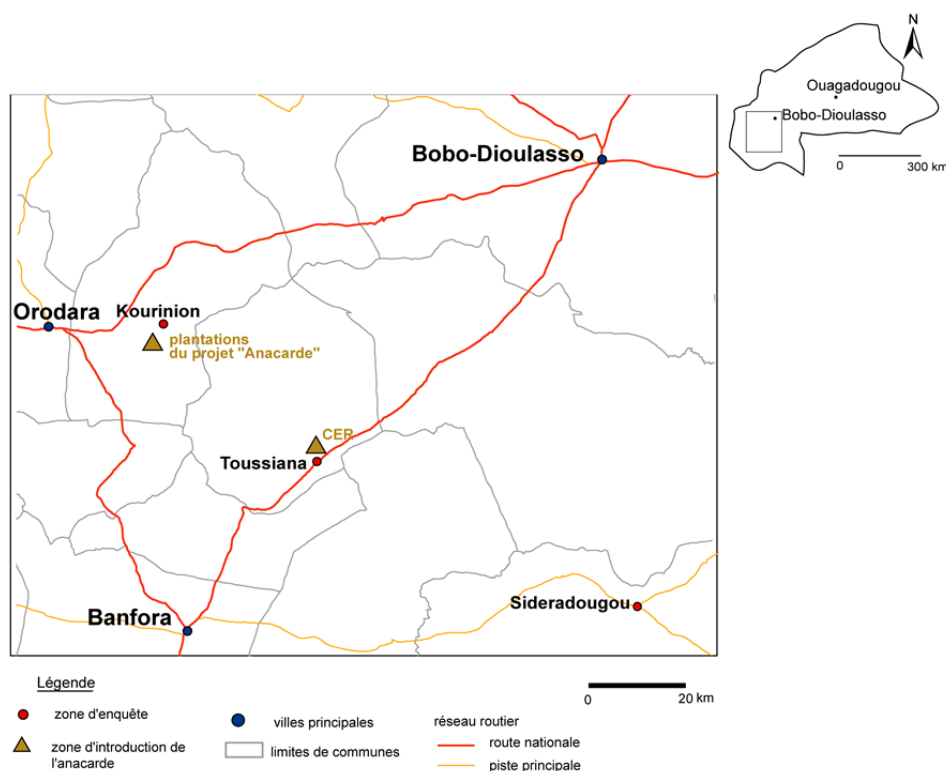 N
Ouagadougou
Bobo-Dioulasso
0 300 km
Bobo-Dioulasso
Orodara
Kourinion
plantations
du projet "Anacarde"
CER
Toussiana
Sideradougou
Banfora
Légende
zone d'enquête
zone d'introduction de
l'anacarde
villes principales
limites de communes
réseau routier
route nationale
piste principale
0 20 km